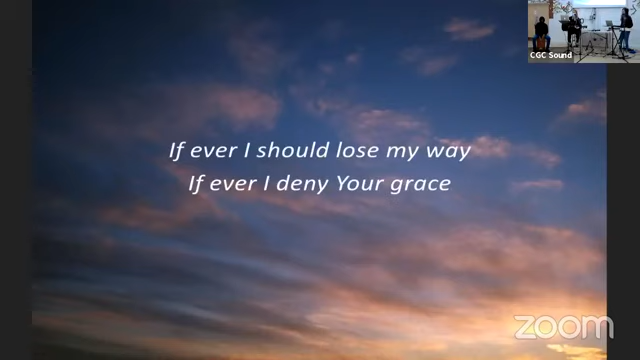 CGC Sound
If ever I should lose my way
If ever I deny Your grace
zoom